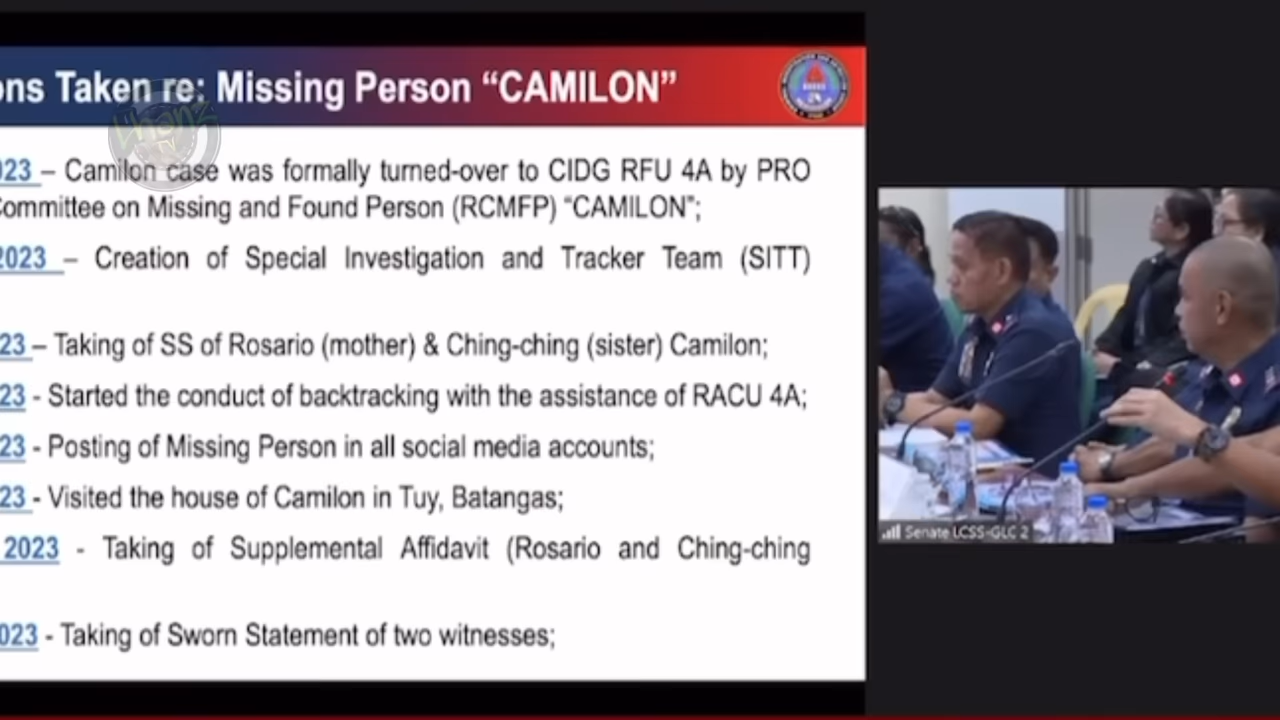 ons Taken re: Missing Person “CAMILON”
023 – Camilon case was formally turned-over to CIDG RFU 4A by PRO
Committee on Missing and Found Person (RCMFP) “CAMILON”;
2023 – Creation of Special Investigation and Tracker Team (SITT)
23 – Taking of SS of Rosario (mother) & Ching-ching (sister) Camilon;
23 - Started the conduct of backtracking with the assistance of RACU 4A;
23 - Posting of Missing Person in all social media accounts;
23 - Visited the house of Camilon in Tuy, Batangas;
2023 - Taking of Supplemental Affidavit (Rosario and Ching-ching
023 - Taking of Sworn Statement of two witnesses;
Senate LCSS-GLC 2